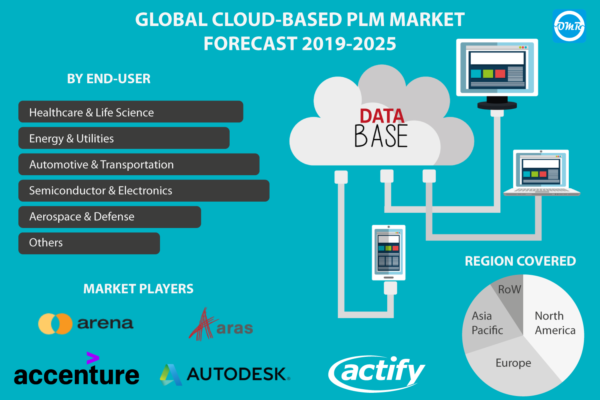 GLOBAL CLOUD-BASED PLM MARKET
FORECAST 2019-2025
OMR
BY END-USER
Healthcare & Life Science
Energy & Utilities
Automotive & Transportation
Semiconductor & Electronics
Aerospace & Defense
Others
DATA
BASE
MARKET PLAYERS
arena
aras
accenture
AUTODESK.
actify
REGION COVERED
RoW
North
America
Asia
Pacific
Europe